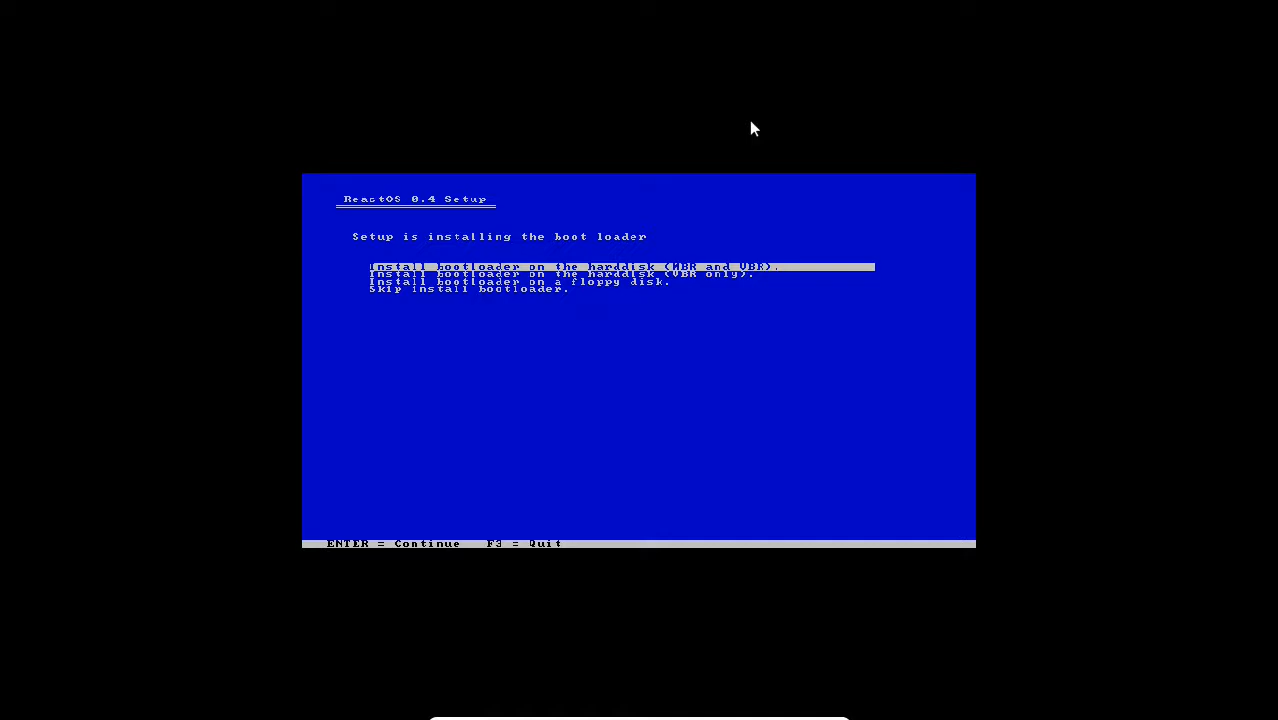 ReactOS 0.4 Setup
Setup is installing the boot loader
Install bootloader on the harddisk (MBR and VBR).
Install bootloader on the harddisk (VBR only).
Install bootloader on a floppy disk.
Skip install bootloader.
ENTER = Continue   F3 = Quit